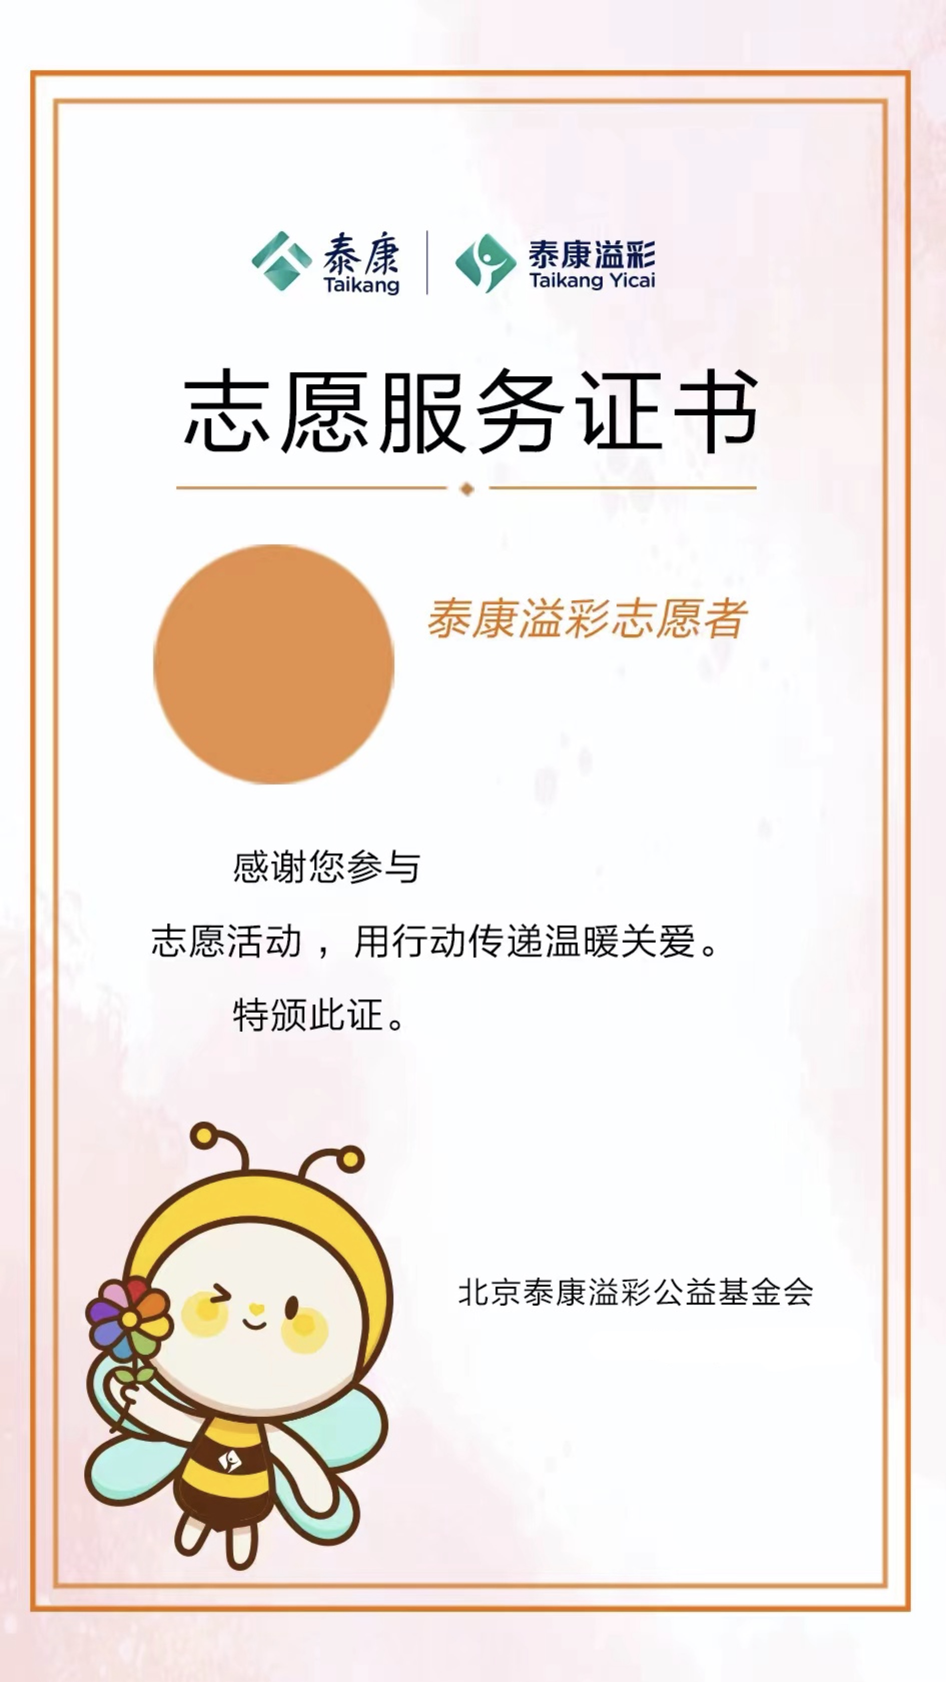 泰康 泰康溢彩
Taikang Taikang Yicai
志愿服务证书
泰康溢彩志愿者
感谢您参与
志愿活动，用行动传递温暖关爱。
特颁此证。
北京泰康溢彩公益基金会